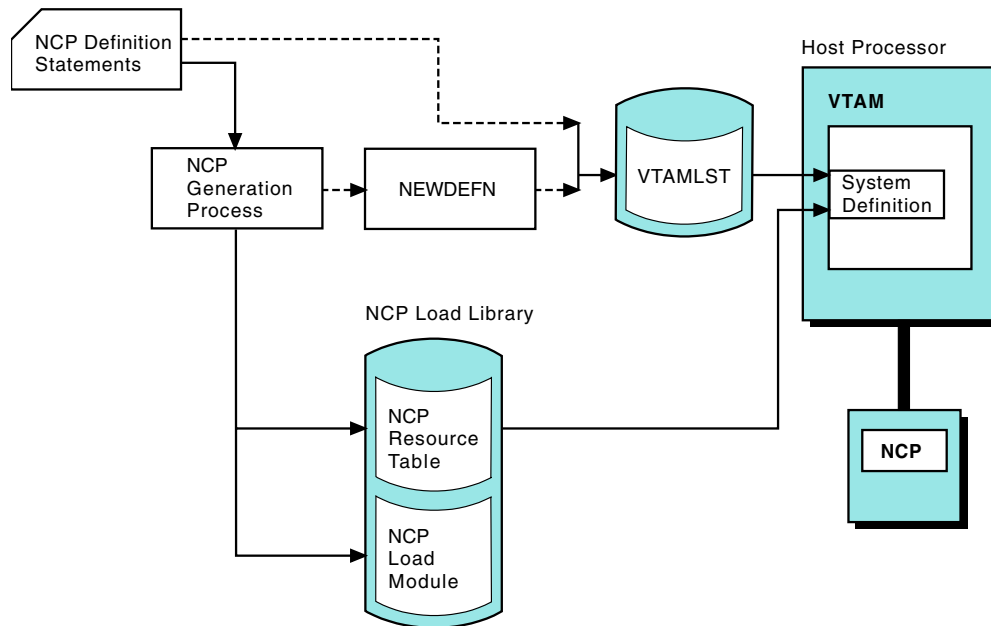 NCP Definition
Statements
Host Processor
VTAM
NCP
Generation
Process
NEWDEFN
VTAMLST
System
Definition
NCP Load Library
NCP
Resource
Table
NCP
NCP
Load
Module